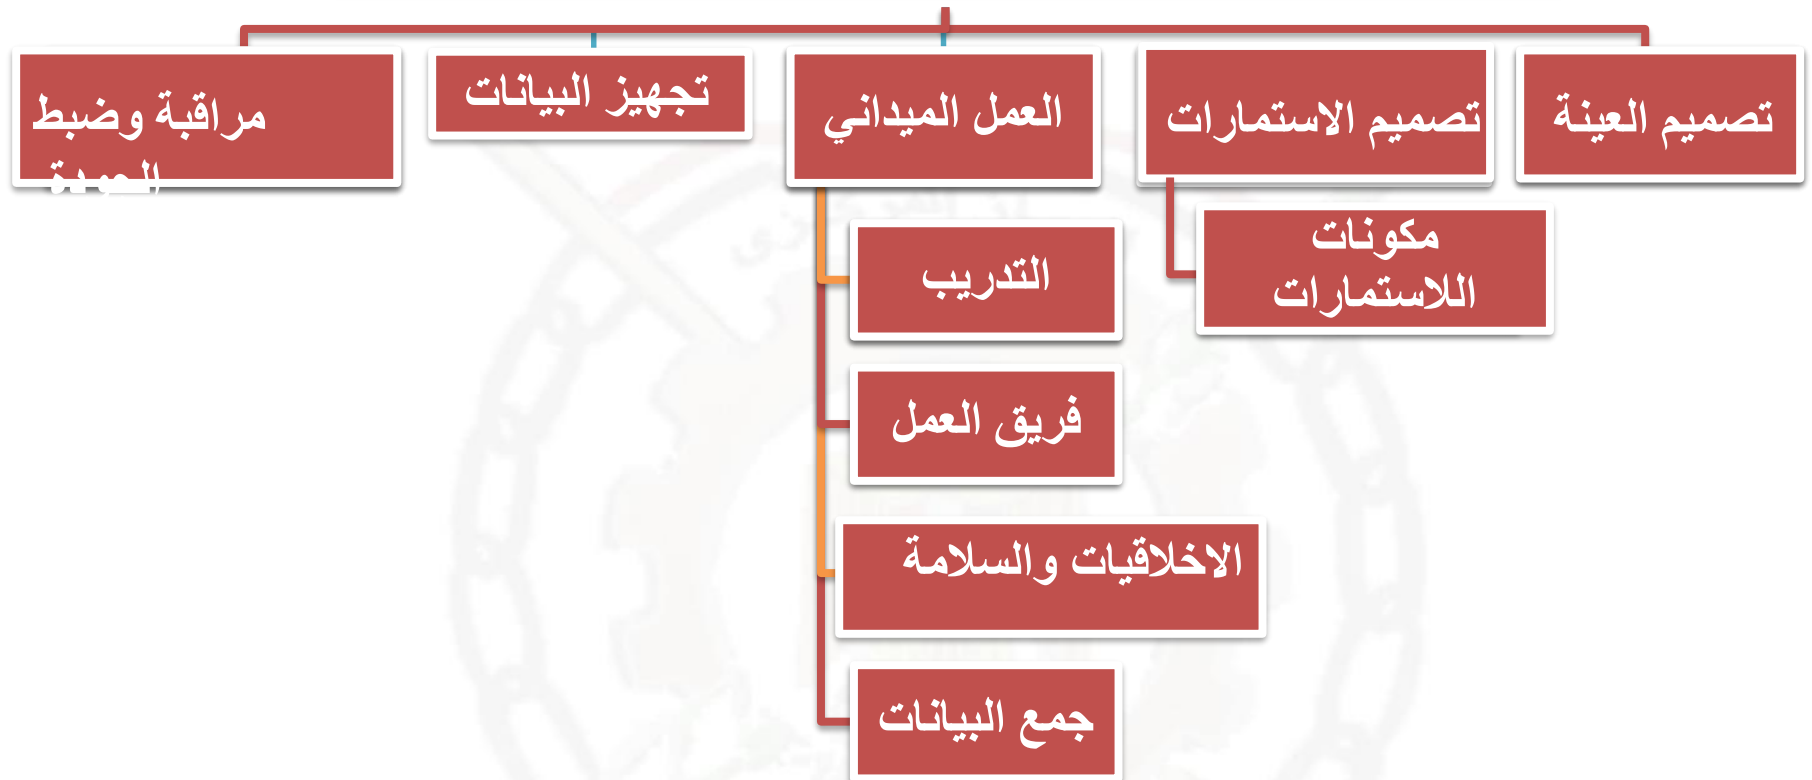 تصميم العينة
تصميم الاستمارات
العمل الميداني
تجهيز البيانات
مراقبة وضبط
الجودة
مكونات
اللاستمارات
التدريب
فريق العمل
الاخلاقيات والسلامة
جمع البيانات